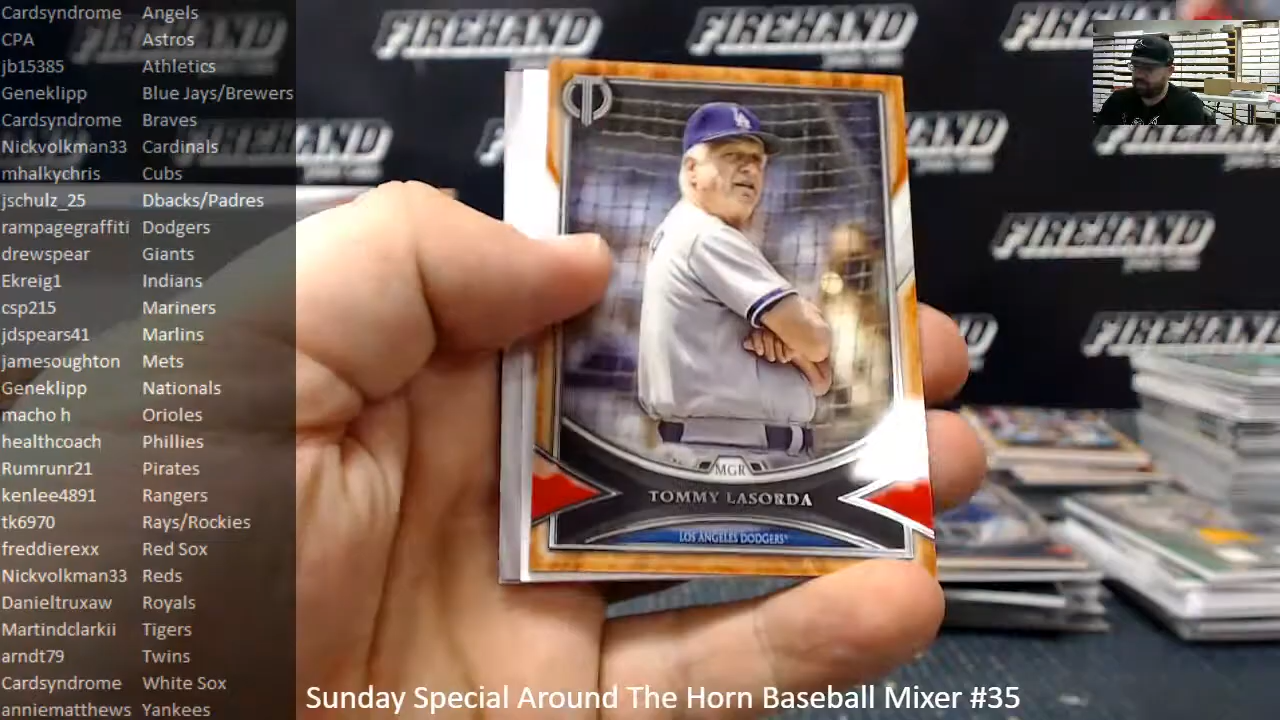 Cardsyndrome Angels
CPA Astros
jb15385 Athletics
Geneklipp Blue Jays/Brewers
Cardsyndrome Braves
Nickvolkman33 Cardinals
mhalkychris Cubs
jschulz_25 Dbacks/Padres
rampagegraffiti Dodgers
drewspear Giants
Ekreig1 Indians
csp215 Mariners
jdspears41 Marlins
jamesoughton Mets
Geneklipp Nationals
macho h Orioles
healthcoach Phillies
Rumrunr21 Pirates
kenlee4891 Rangers
tk6970 Rays/Rockies
freddierexx Red Sox
Nickvolkman33 Reds
Danieltruxaw Royals
Martindclarkii Tigers
arndt79 Twins
Cardsyndrome White Sox
anniematthews Yankees
FIREHAND
FIREHAND
FIREHAND
FIREHAND
FIREHAND
FIREHAND
LA
MGR
TOMMY LASORDA
LOS ANGELES DODGERS
Sunday Special Around The Horn Baseball Mixer #35